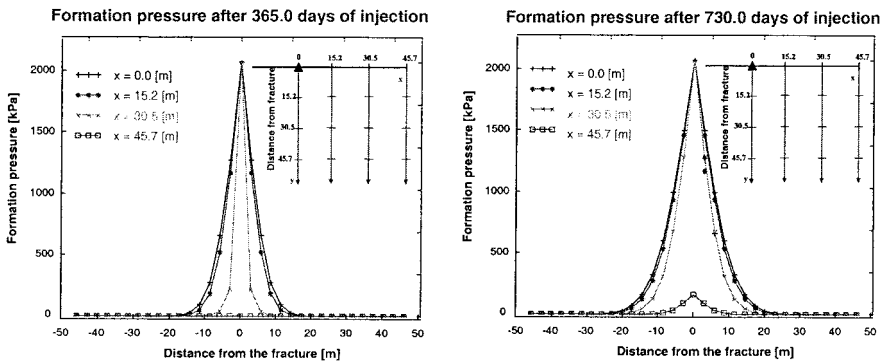 Formation pressure after 365.0 days of injection
0 15.2 30.5 45.7
x
2000
1500
1000
500
0
Formation pressure [kPa]
x = 0.0 [m]
x = 15.2 [m]
x = 30.5 [m]
x = 45.7 [m]
Distance from fracture
15.2
30.5
45.7
y
-50 -40 -30 -20 -10 0 10 20 30 40 50
Distance from the fracture [m]
Formation pressure after 730.0 days of injection
0 15.2 30.5 45.7
x
2000
1500
1000
500
0
Formation pressure [kPa]
x = 0.0 [m]
x = 15.2 [m]
x = 30.5 [m]
x = 45.7 [m]
Distance from fracture
15.2
30.5
45.7
y
-50 -40 -30 -20 -10 0 10 20 30 40 50
Distance from the fracture [m]